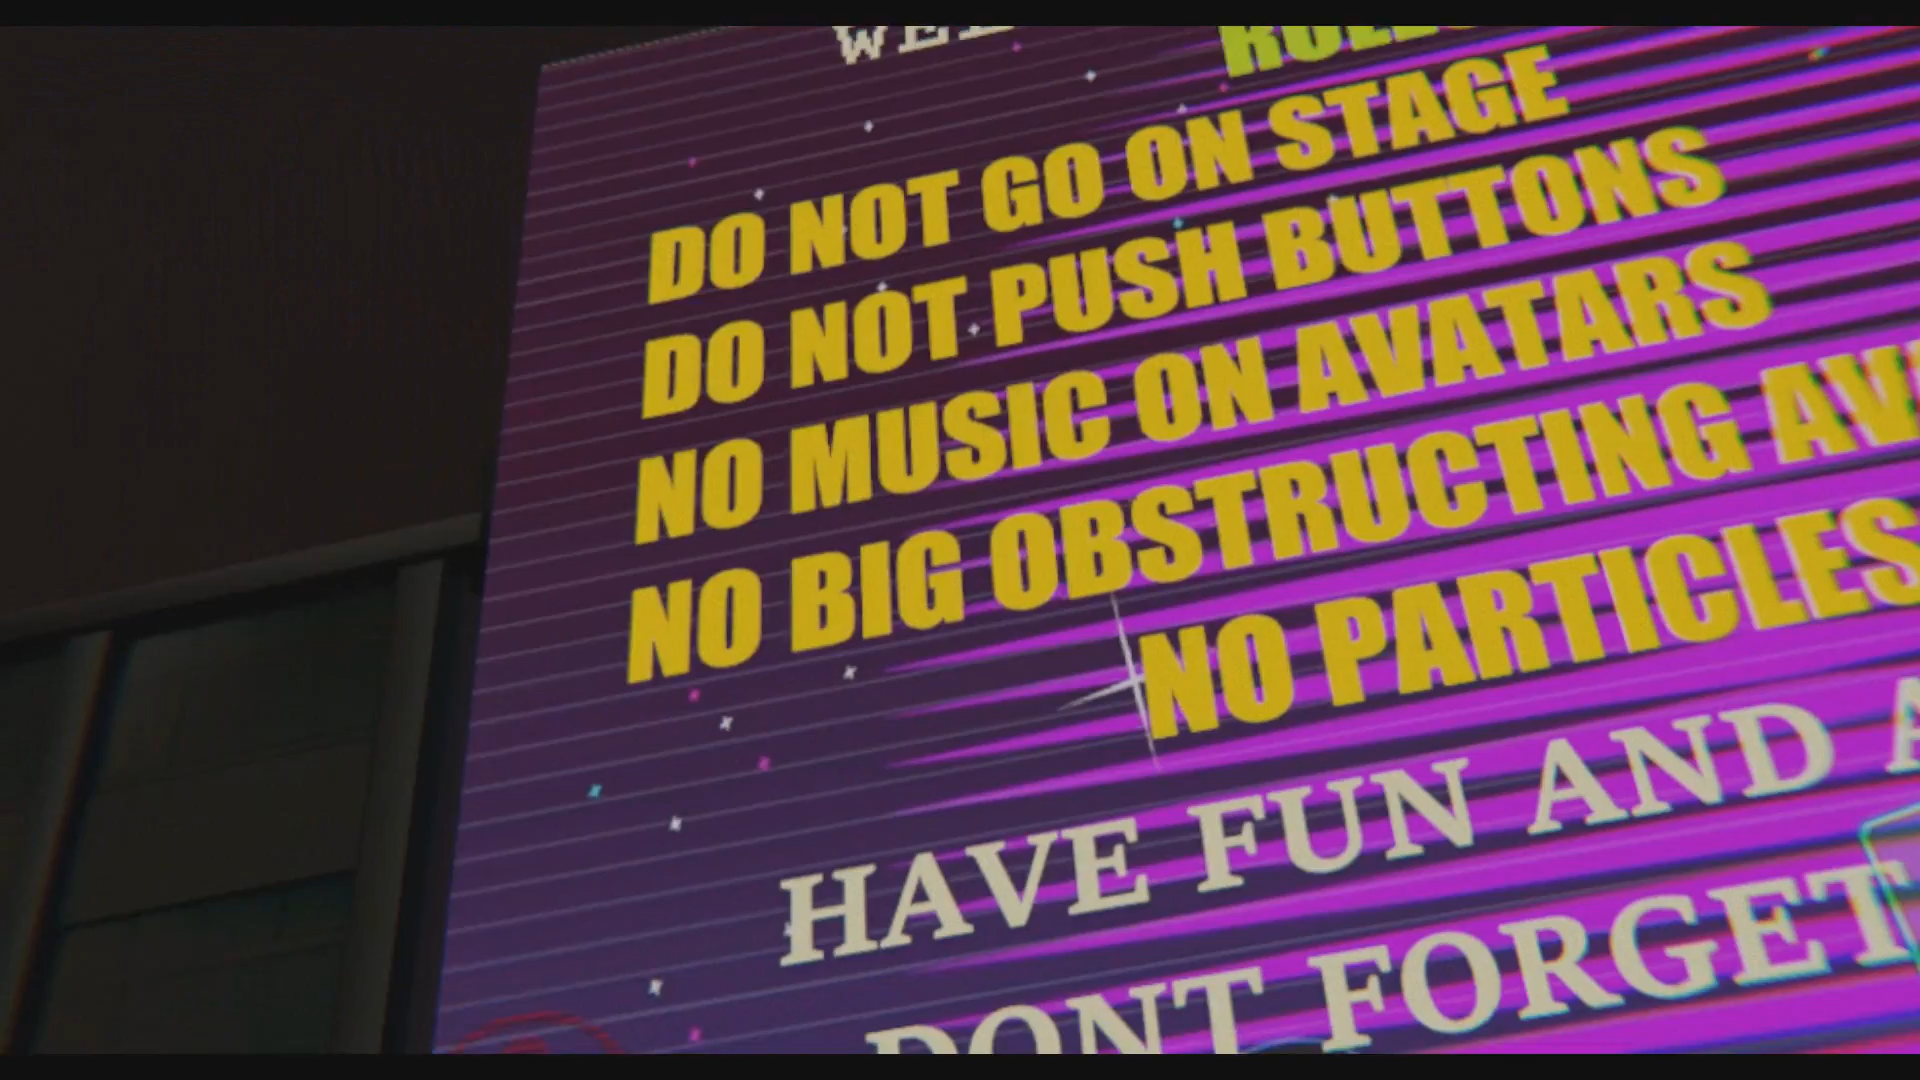 DO NOT GO ON STAGE
DO NOT PUSH BUTTONS
NO MUSIC ON AVATARS
NO BIG OBSTRUCTING
NO PARTICLES
HAVE FUN AND
DONT FORGET